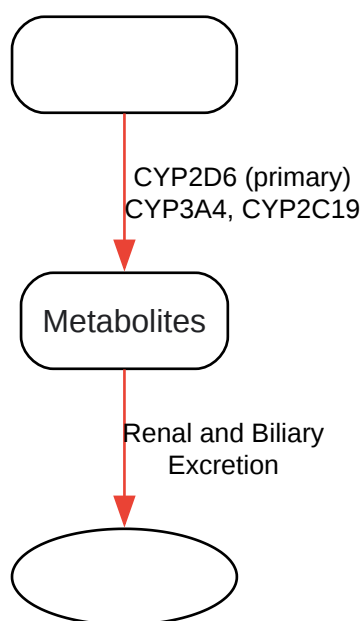 CYP2D6 (primary)
CYP3A4, CYP2C19
Metabolites
Renal and Biliary
Excretion